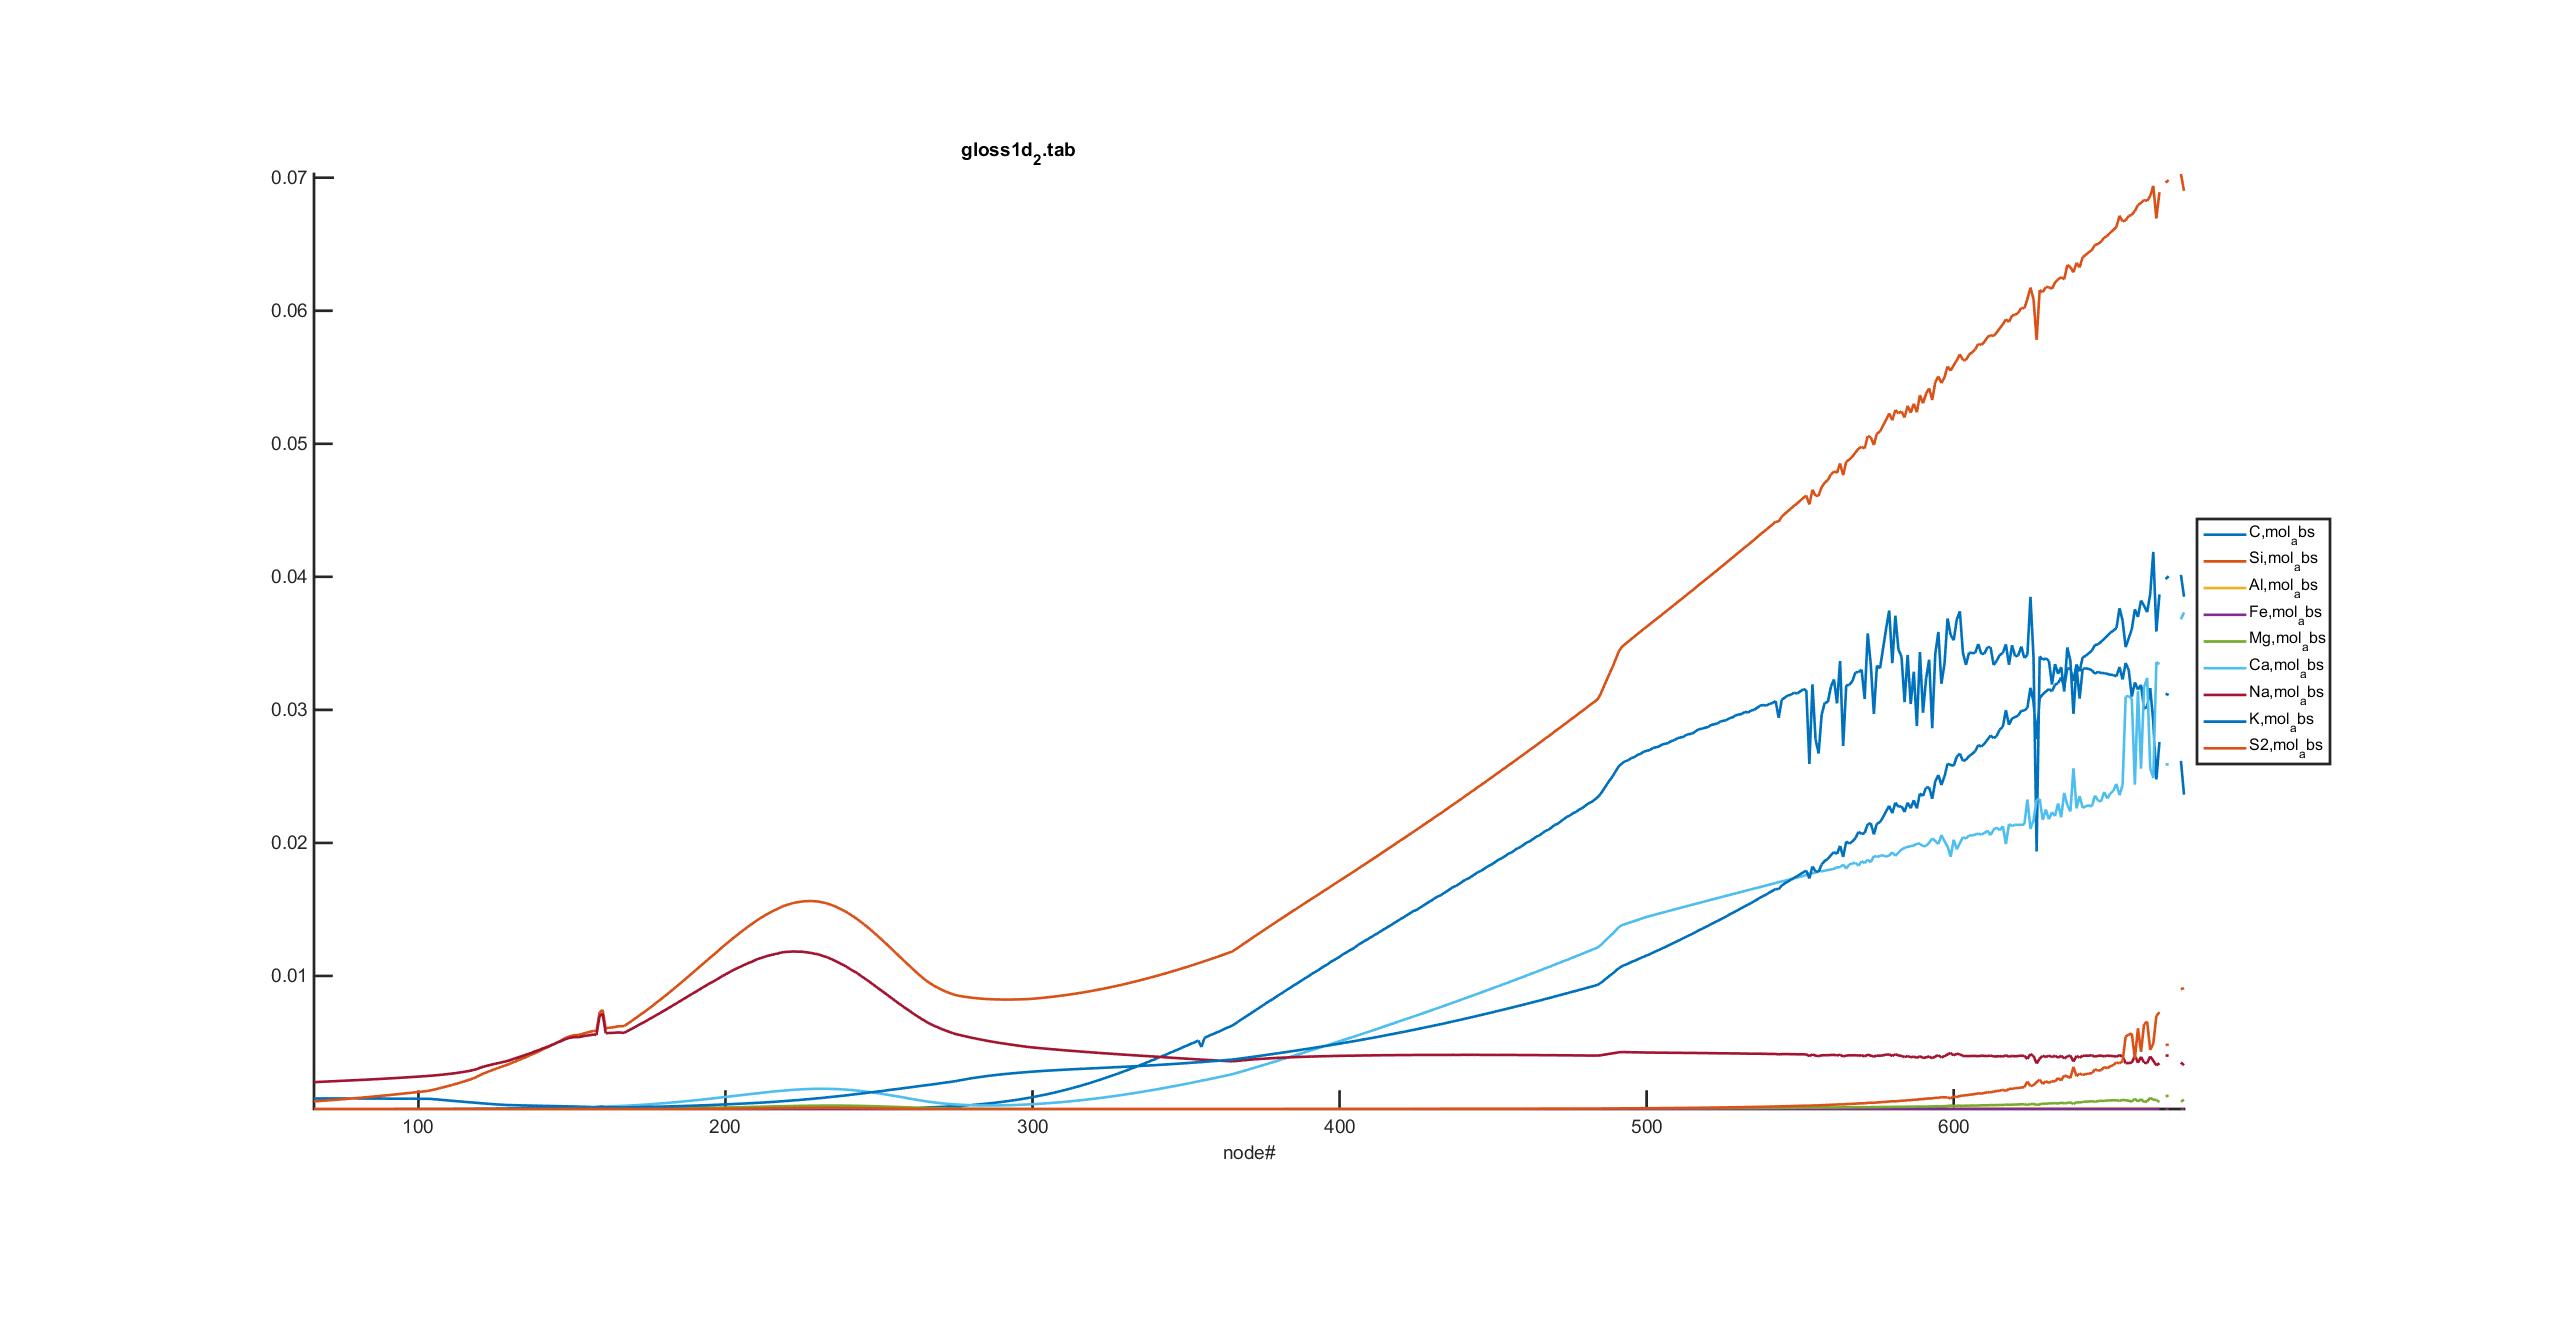 gloss1d2.tab
0.07
0.06
0.05
0.04
0.03
0.02
0.01
100 200 300 400 500 600
node#
C,molabs
Si,molabs
Al,molabs
Fe,molabs
Mg,molabs
Ca,molabs
Na,molabs
K,molabs
S2,molabs